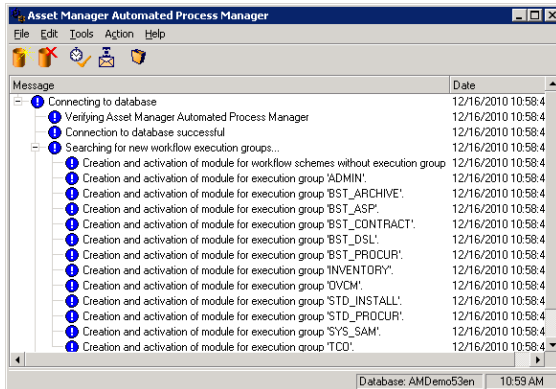 Asset Manager Automated Process Manager
File Edit Tools Action Help
Message Date
Connecting to database 12/16/2010 10:58:4
Verifying Asset Manager Automated Process Manager 12/16/2010 10:58:4
Connection to database successful 12/16/2010 10:58:4
Searching for new workflow execution groups... 12/16/2010 10:58:4
Creation and activation of module for workflow schemes without execution group 12/16/2010 10:58:4
Creation and activation of module for execution group 'ADMIN'. 12/16/2010 10:58:4
Creation and activation of module for execution group 'BST_ARCHIVE'. 12/16/2010 10:58:4
Creation and activation of module for execution group 'BST_ASP'. 12/16/2010 10:58:4
Creation and activation of module for execution group 'BST_CONTRACT'. 12/16/2010 10:58:4
Creation and activation of module for execution group 'BST_DSL'. 12/16/2010 10:58:4
Creation and activation of module for execution group 'BST_PROCUR'. 12/16/2010 10:58:4
Creation and activation of module for execution group 'INVENTORY'. 12/16/2010 10:58:4
Creation and activation of module for execution group 'OVCM'. 12/16/2010 10:58:4
Creation and activation of module for execution group 'STD_INSTALL'. 12/16/2010 10:58:4
Creation and activation of module for execution group 'STD_PROCUR'. 12/16/2010 10:58:4
Creation and activation of module for execution group 'SYS_SAM'. 12/16/2010 10:58:4
Creation and activation of module for execution group 'TCO'. 12/16/2010 10:58:4
Database: AMDemo53en 10:59 AM